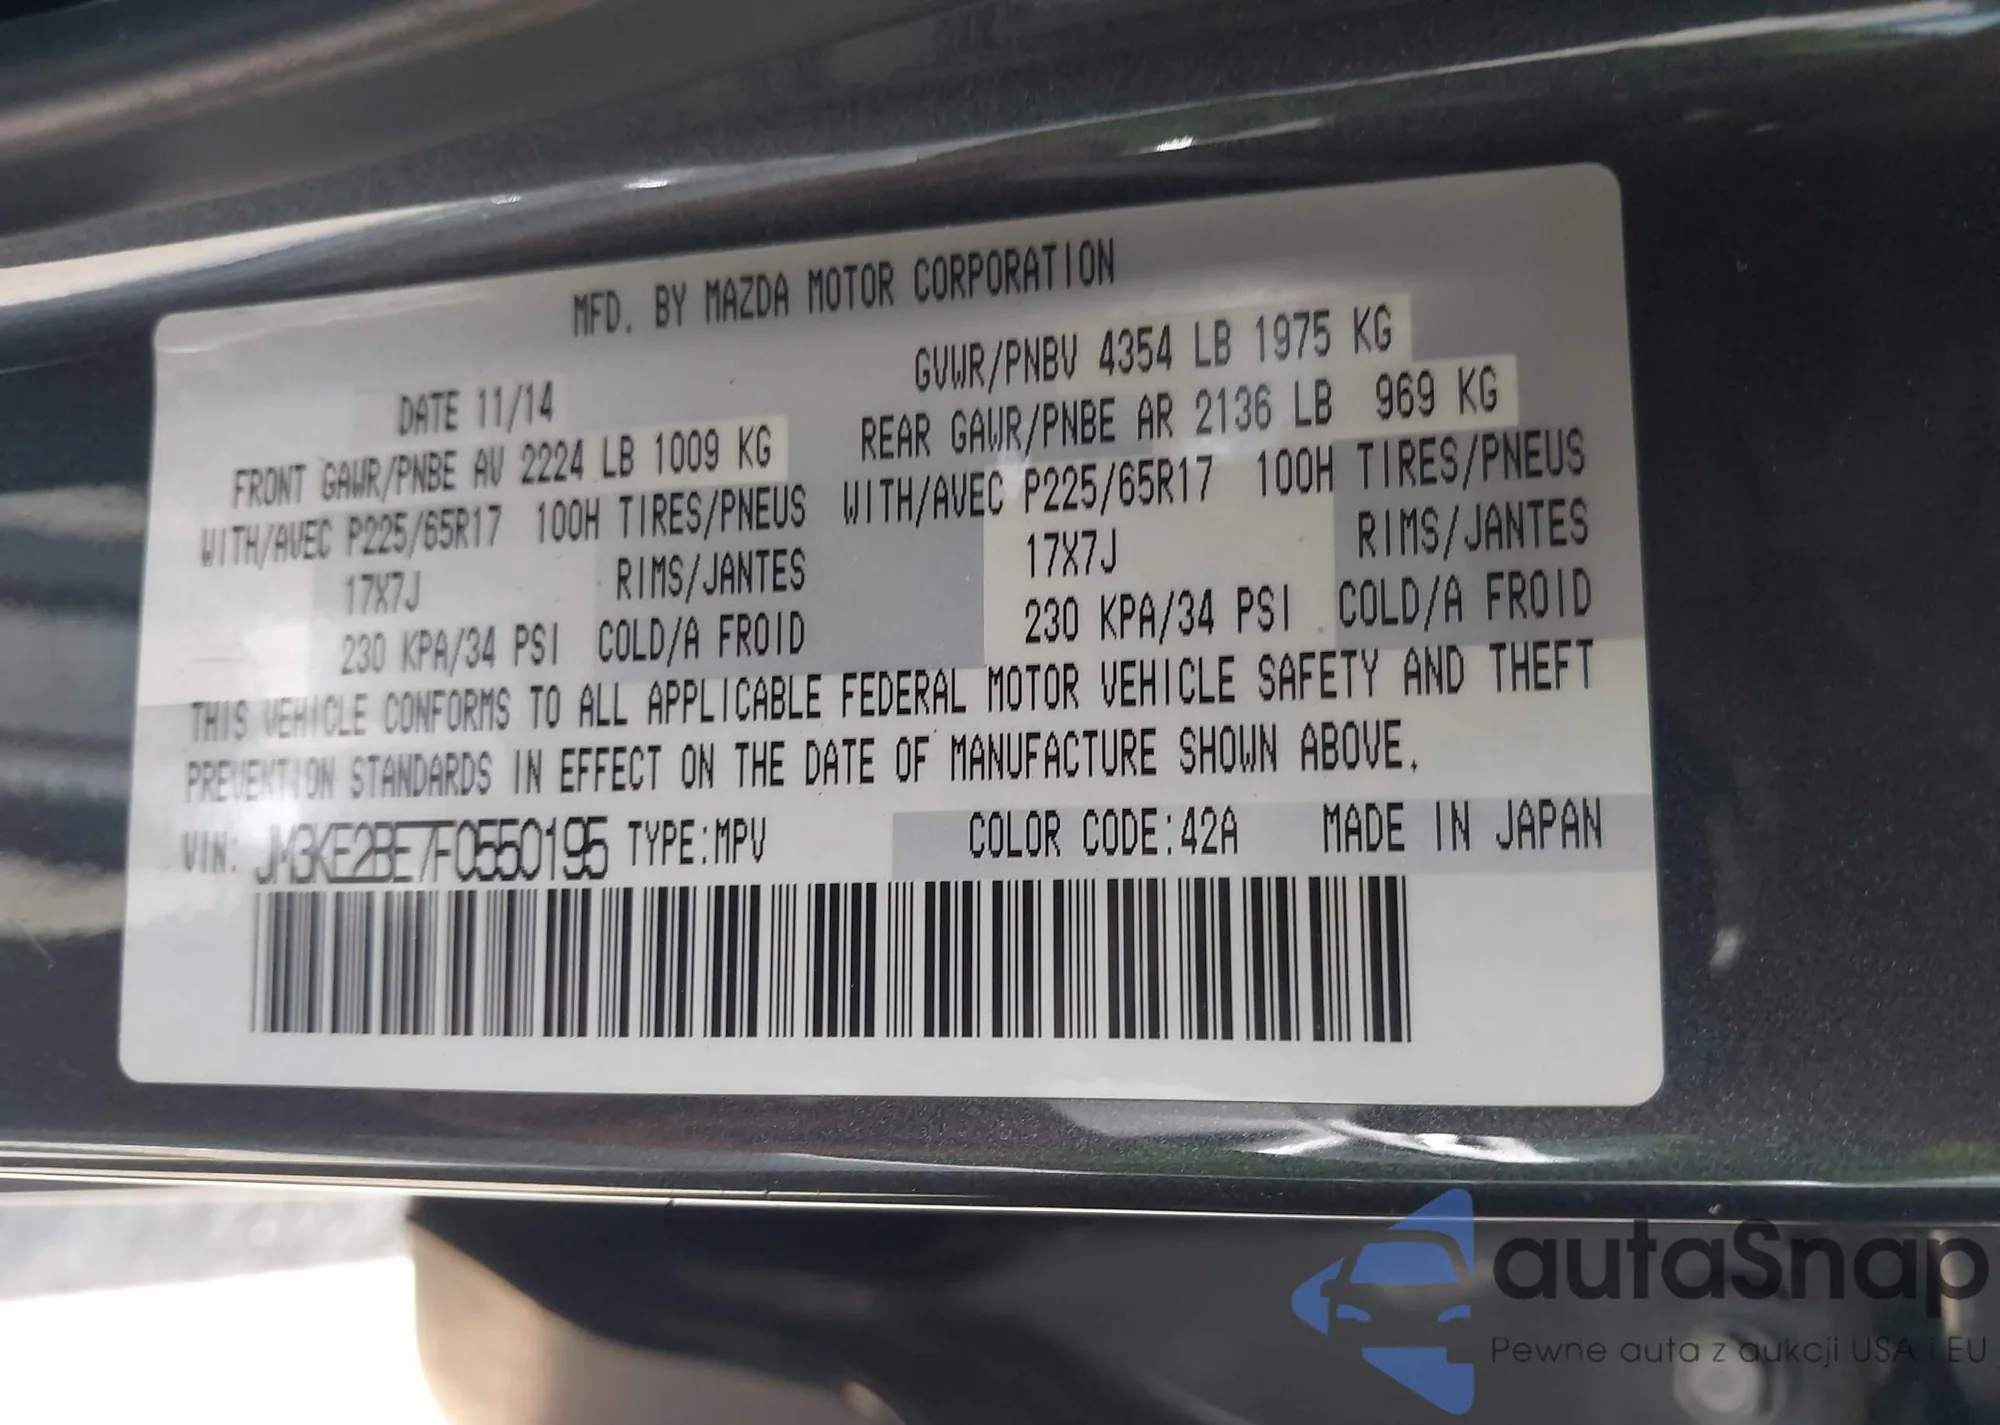 MFD. BY MAZDA MOTOR CORPORATION
DATE 11/14
GVWR/PNBV 4354 LB 1975 KG
FRONT GAWR/PNBE AV 2224 LB 1009 KG
REAR GAWR/PNBE AR 2136 LB 969 KG
WITH/AVEC P225/65R17 100H TIRES/PNEUS
WITH/AVEC P225/65R17 100H TIRES/PNEUS
17X7J RIMS/JANTES
17X7J RIMS/JANTES
230 KPA/34 PSI COLD/A FROID
230 KPA/34 PSI COLD/A FROID
THIS VEHICLE CONFORMS TO ALL APPLICABLE FEDERAL MOTOR VEHICLE SAFETY AND THEFT
PREVENTION STANDARDS IN EFFECT ON THE DATE OF MANUFACTURE SHOWN ABOVE.
VIN: JM3KE2BE7F0550195 TYPE:MPV COLOR CODE:42A MADE IN JAPAN
autaSnap
Pewne auta z aukcji USA i EU